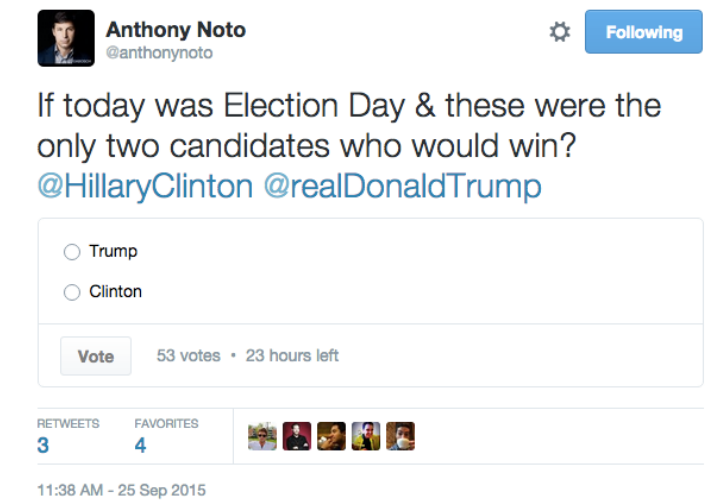 Anthony Noto
@anthonynoto
Following
If today was Election Day & these were the
only two candidates who would win?
@HillaryClinton @realDonaldTrump
Trump
Clinton
Vote
53 votes • 23 hours left
RETWEETS
3
FAVORITES
4
11:38 AM - 25 Sep 2015